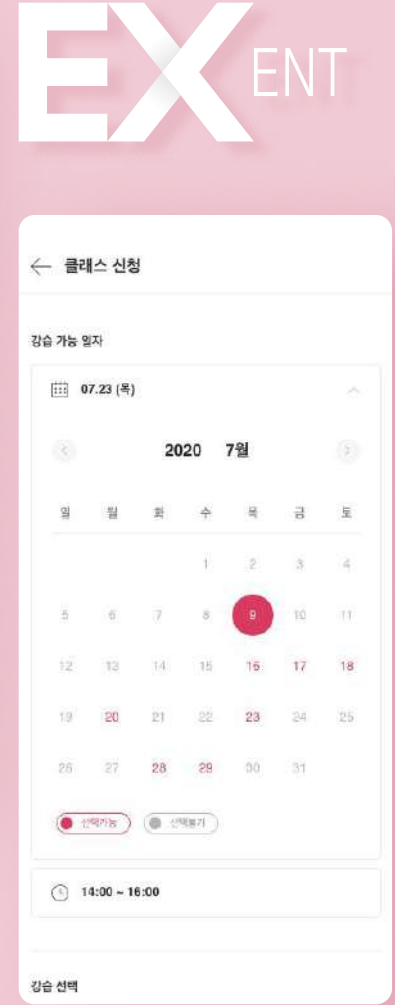 EX ENT
클래스 신청
강습 가능 일자
07.23 (목)
2020 7월
일 월 화 수 목 금 토
1 2 3 4
5 6 7 8 9 10 11
12 13 14 15 16 17 18
19 20 21 22 23 24 25
26 27 28 29 30 31
선택가능 선택불가
14:00 ~ 16:00
강습 선택